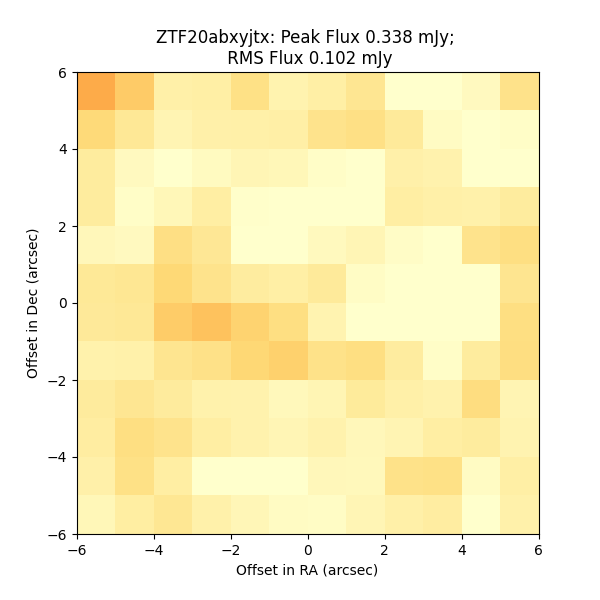 ZTF20abxyjtx: Peak Flux 0.338 mJy;
RMS Flux 0.102 mJy
6
4
2
0
−2
−4
−6
Offset in Dec (arcsec)
−6 −4 −2 0 2 4 6
Offset in RA (arcsec)